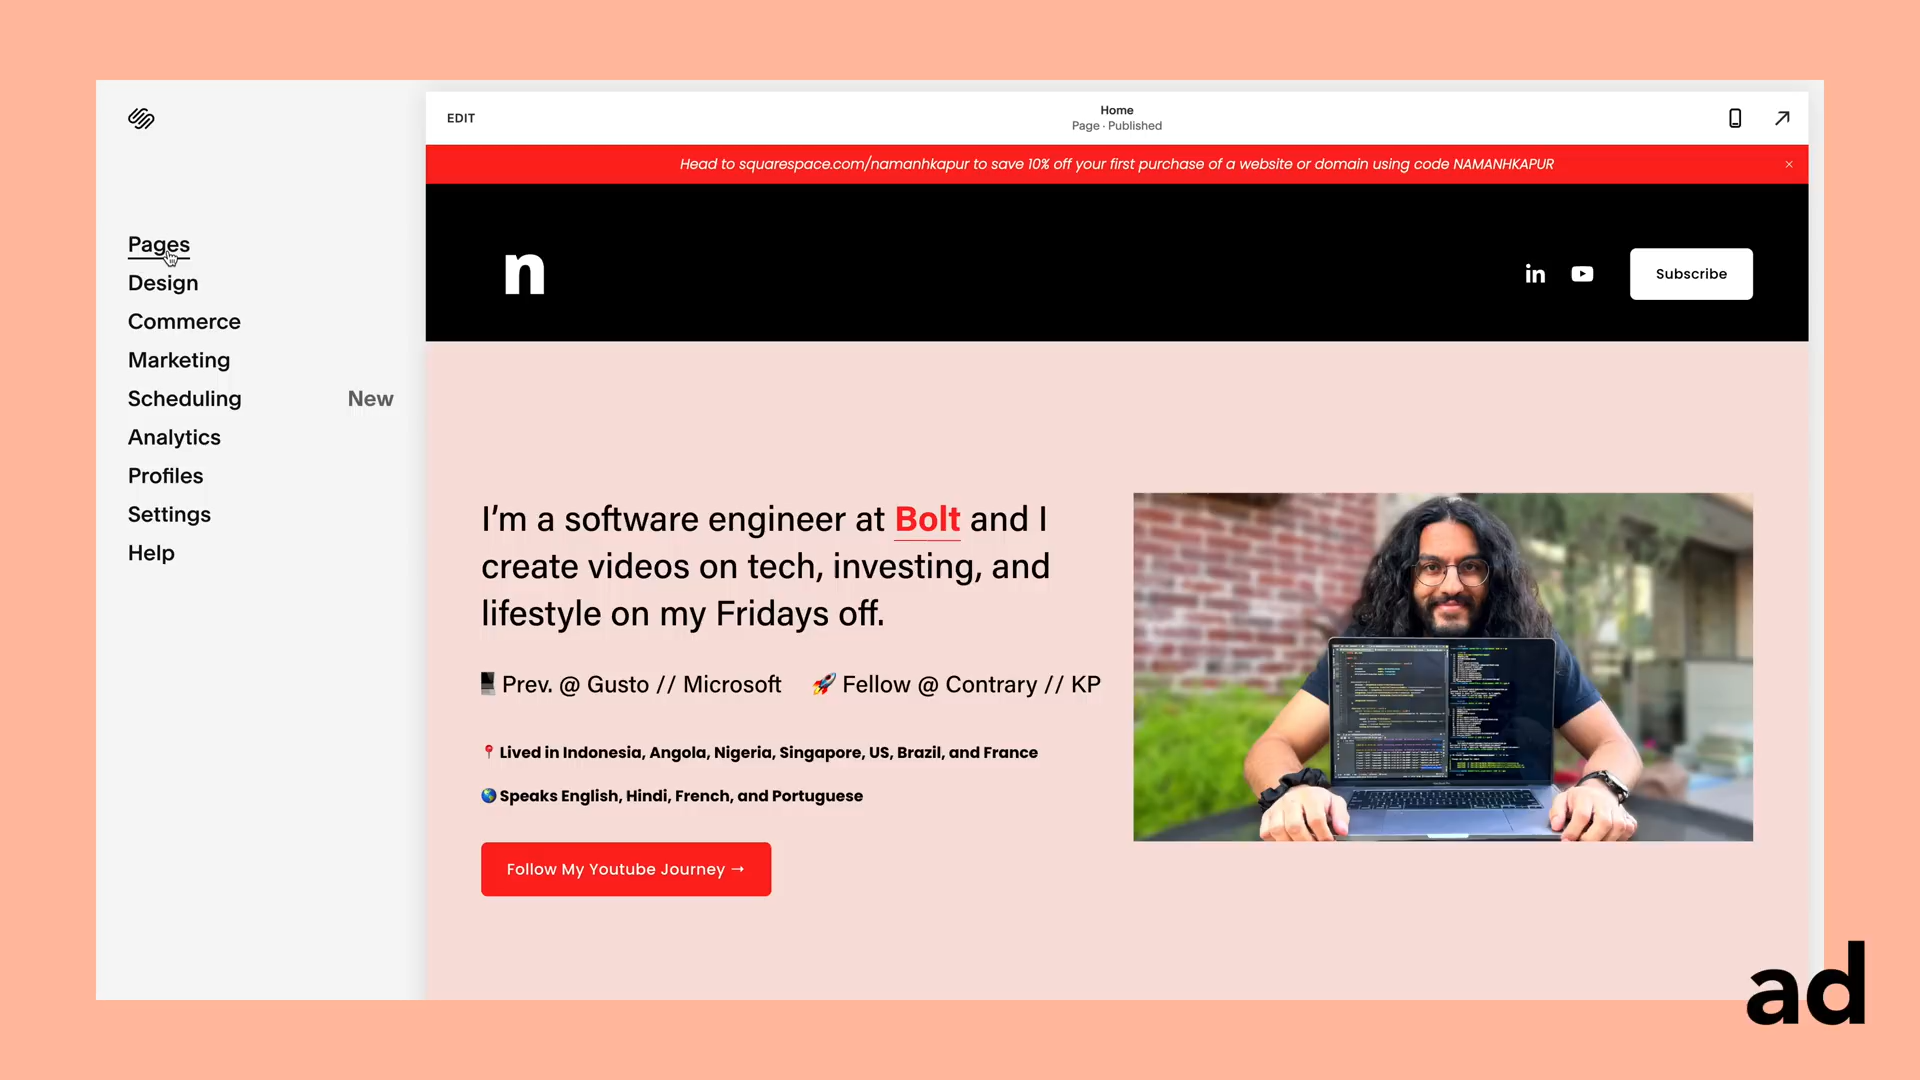 EDIT
Home
Page · Published
Head to squarespace.com/namanhkapur to save 10% off your first purchase of a website or domain using code NAMANHKAPUR
×
Pages
Design
Commerce
Marketing
Scheduling New
Analytics
Profiles
Settings
Help
n
in
Subscribe
I'm a software engineer at Bolt and I
create videos on tech, investing, and
lifestyle on my Fridays off.
Prev. @ Gusto // Microsoft
🚀 Fellow @ Contrary // KP
📍 Lived in Indonesia, Angola, Nigeria, Singapore, US, Brazil, and France
🌎 Speaks English, Hindi, French, and Portuguese
Follow My Youtube Journey →
ad